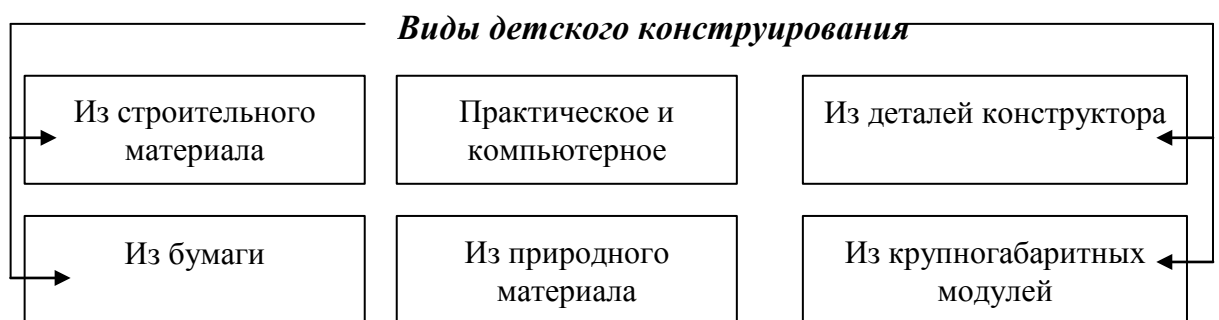 Виды детского конструирования
Из строительного
материала
Практическое и
компьютерное
Из деталей конструктора
Из бумаги
Из природного
материала
Из крупногабаритных
модулей